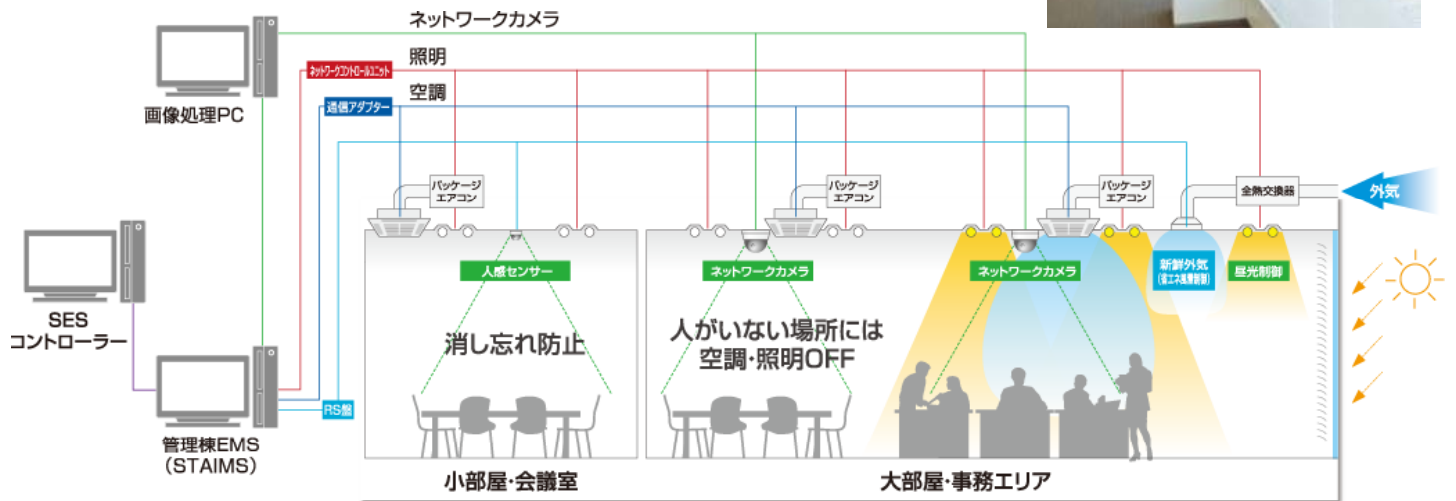 ネットワークカメラ
照明
ネットワークコントロールユニット
空調
通信アダプター
画像処理PC
パッケージ
エアコン
パッケージ
エアコン
パッケージ
エアコン
全熱交換器
外気
人感センサー
ネットワークカメラ
ネットワークカメラ
新鮮外気
(省エネ風量制御)
昼光制御
SES
コントローラー
消し忘れ防止
人がいない場所には
空調・照明OFF
RS盤
管理棟EMS
(STAIMS)
小部屋・会議室
大部屋・事務エリア